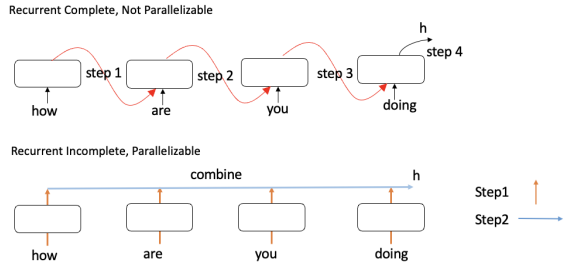 Recurrent Complete, Not Parallelizable
h
step 1 step 2 step 3 step 4
how are you doing
Recurrent Incomplete, Parallelizable
combine h
Step1
Step2
how are you doing